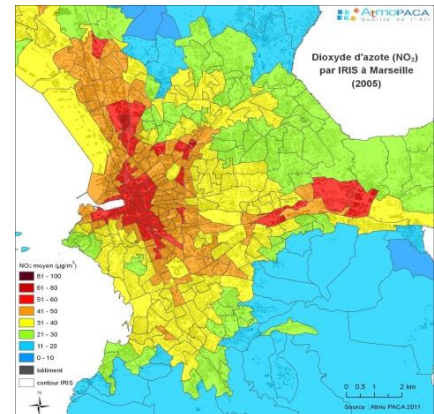 AtmoPACA
Qualité de l'Air
Dioxyde d'azote (NO₂)
par IRIS à Marseille
(2005)
NO₂ moyen (µg/m³)
81 - 100
61 - 80
51 - 60
41 - 50
31 - 40
21 - 30
11 - 20
0 - 10
bâtiment
contour IRIS
N
0 0,5 1 2 km
Source : Atmo PACA 2011